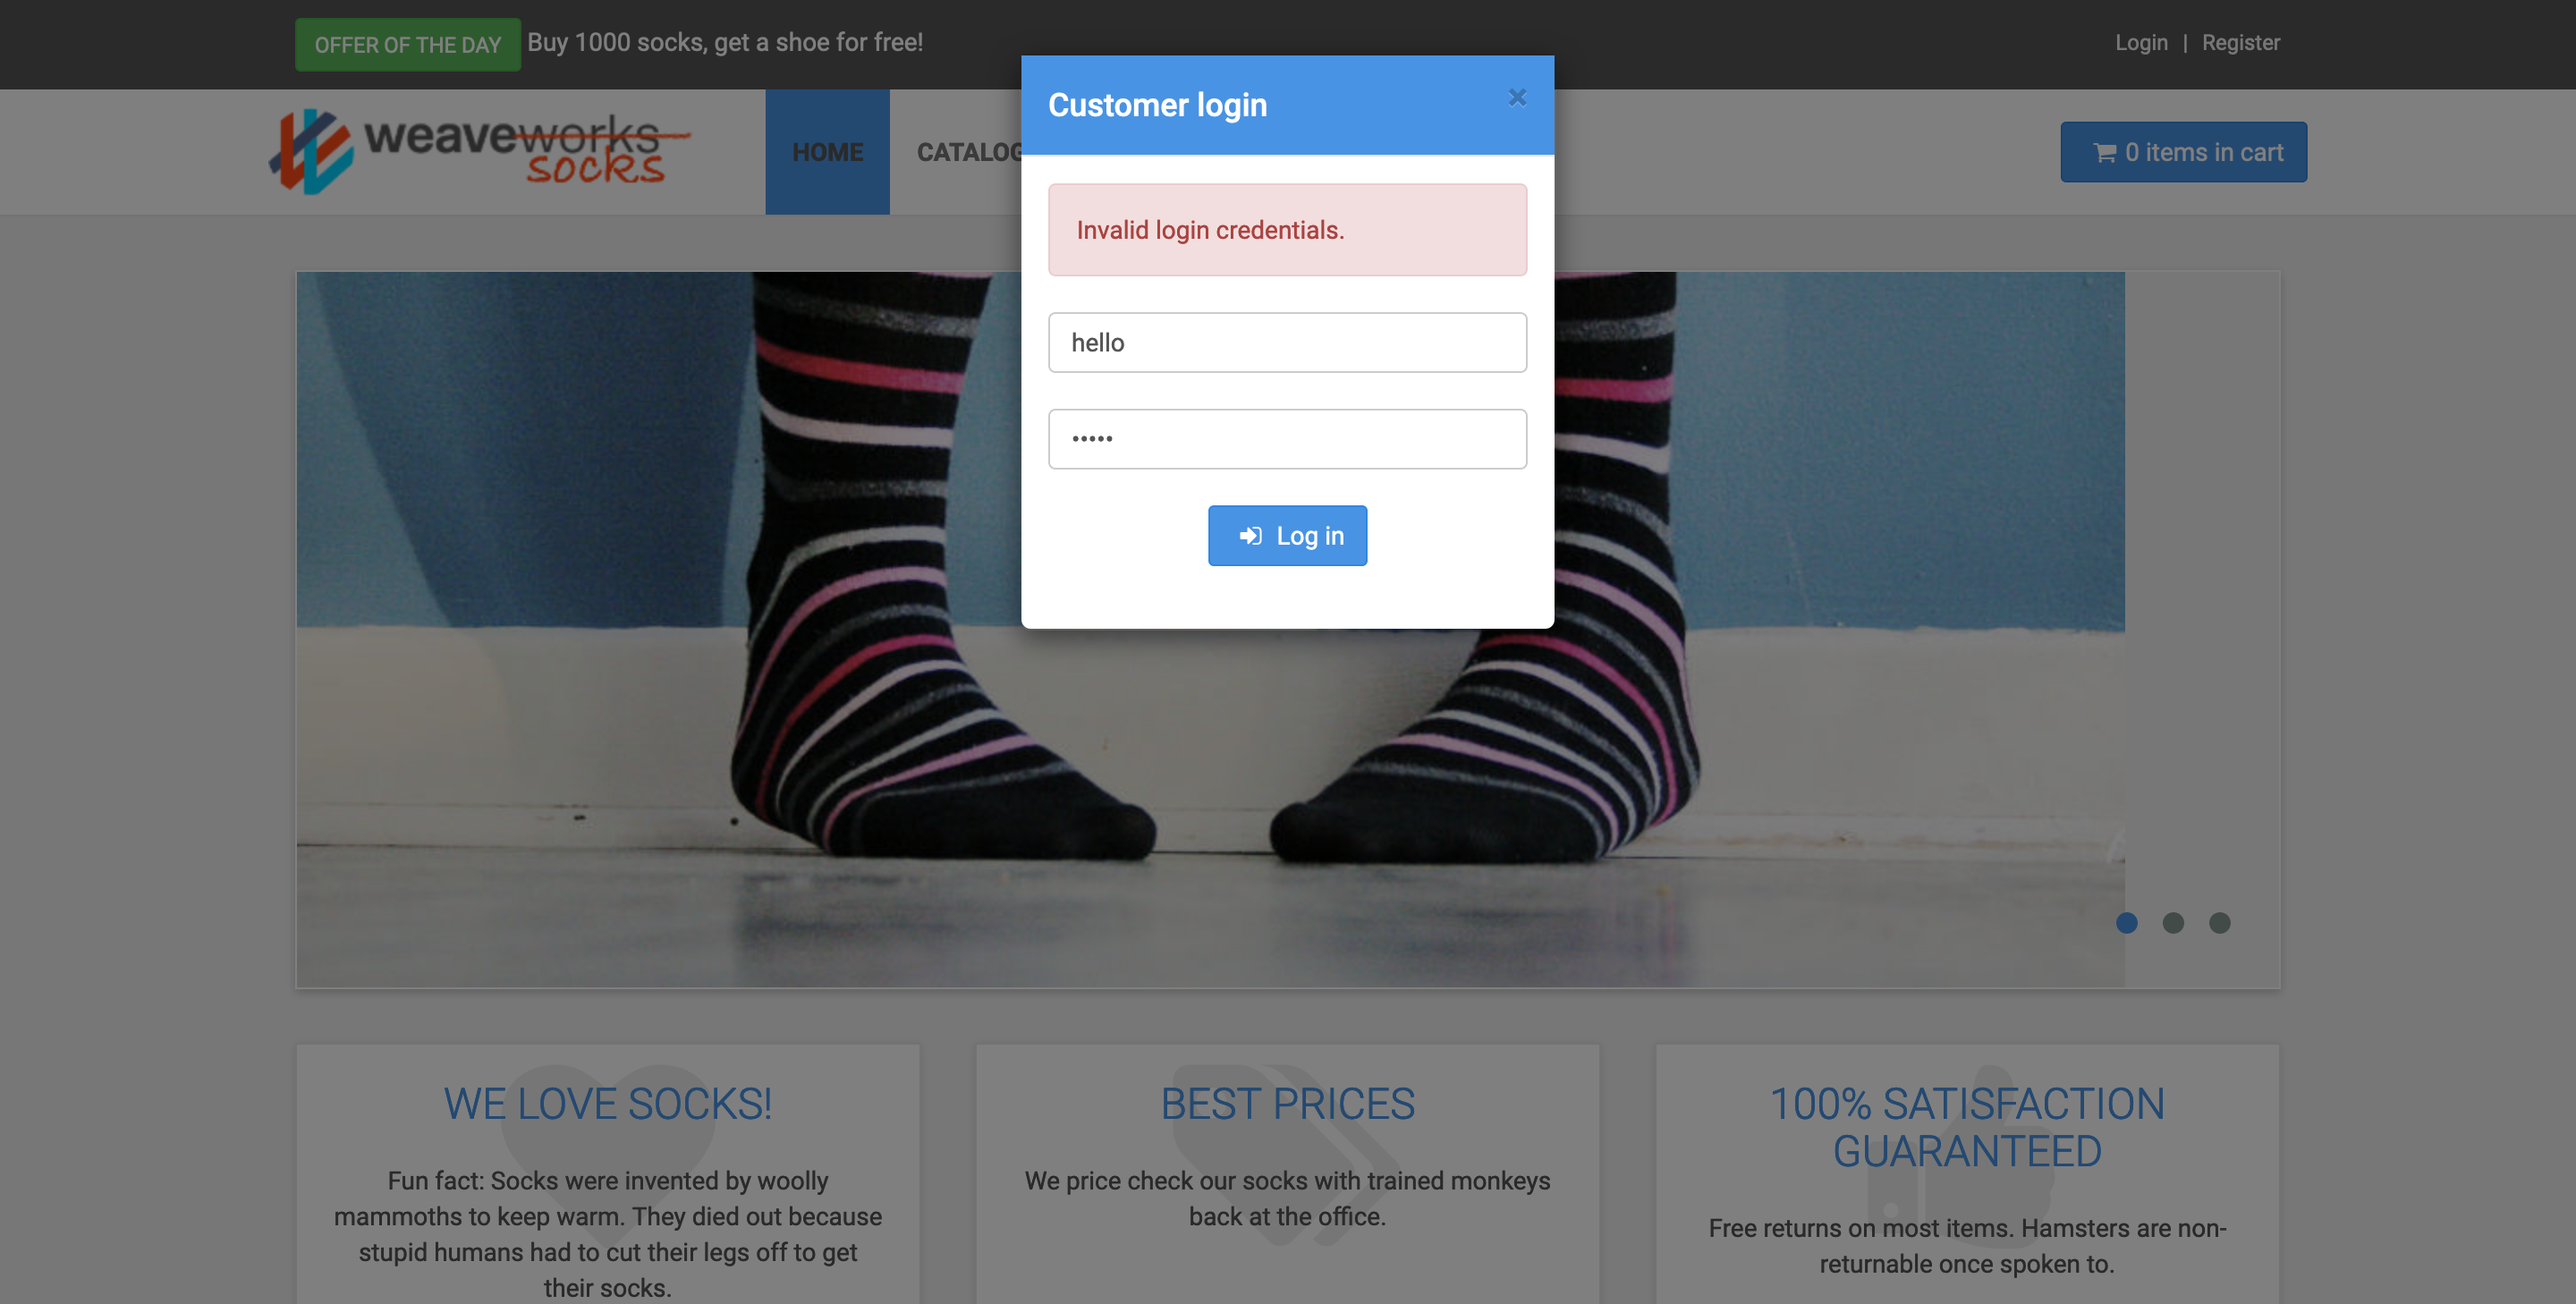 OFFER OF THE DAY Buy 1000 socks, get a shoe for free!
Login | Register
weaveworks
socks
HOME
CATALOG
0 items in cart
Customer login
×
Invalid login credentials.
hello
•••••
Log in
WE LOVE SOCKS!
Fun fact: Socks were invented by woolly
mammoths to keep warm. They died out because
stupid humans had to cut their legs off to get
their socks.
BEST PRICES
We price check our socks with trained monkeys
back at the office.
100% SATISFACTION
GUARANTEED
Free returns on most items. Hamsters are non-
returnable once spoken to.